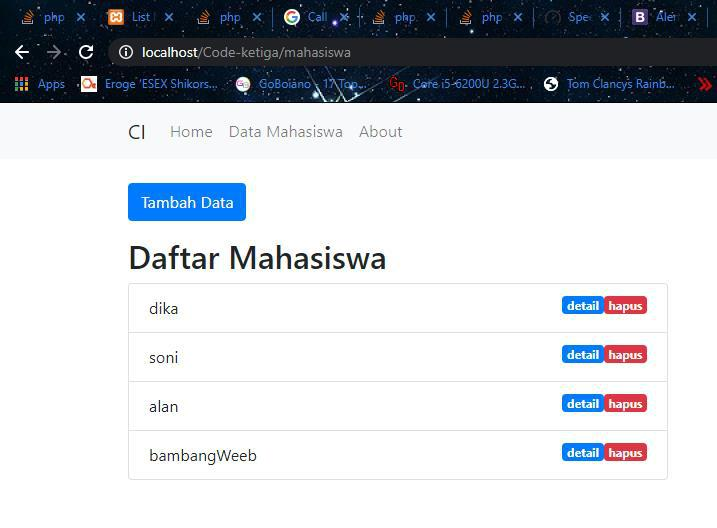 php List php Call php php Spe Aler
localhost/Code-ketiga/mahasiswa
Apps Eroge 'ESEX Shikors... GoBoiano - 17 Top... Core i5-6200U 2.3G... Tom Clancys Rainb...
CI Home Data Mahasiswa About
Tambah Data
Daftar Mahasiswa
dika detail hapus
soni detail hapus
alan detail hapus
bambangWeeb detail hapus